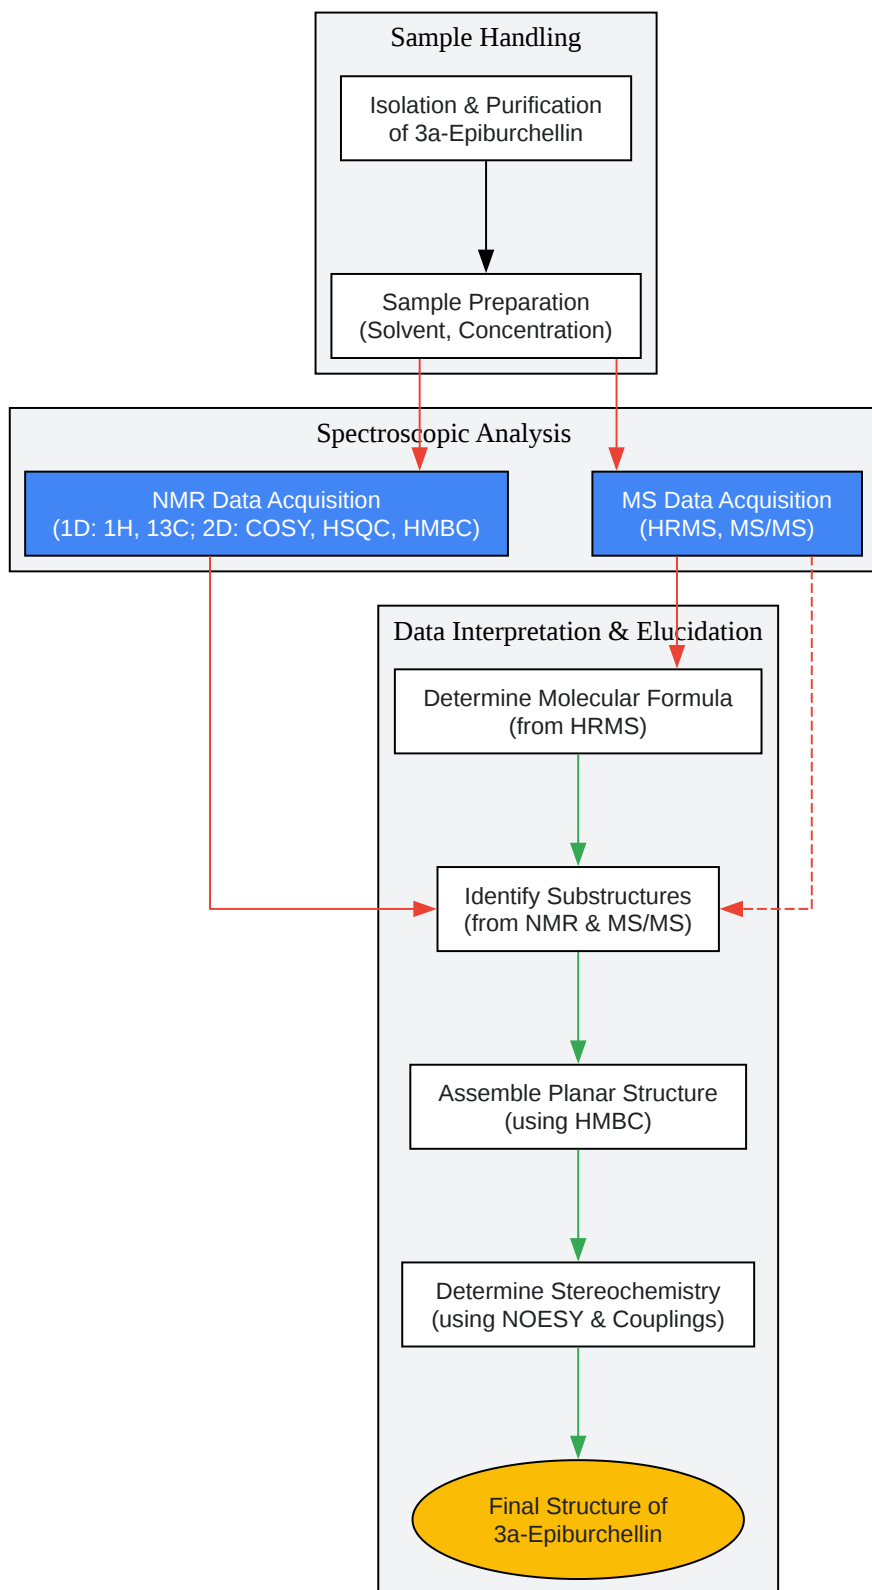 Sample Handling
Isolation & Purification
of 3a-Epiburchellin
Sample Preparation
(Solvent, Concentration)
Spectroscopic Analysis
NMR Data Acquisition
(1D: 1H, 13C; 2D: COSY, HSQC, HMBC)
MS Data Acquisition
(HRMS, MS/MS)
Data Interpretation & Elucidation
Determine Molecular Formula
(from HRMS)
Identify Substructures
(from NMR & MS/MS)
Assemble Planar Structure
(using HMBC)
Determine Stereochemistry
(using NOESY & Couplings)
Final Structure of
3a-Epiburchellin